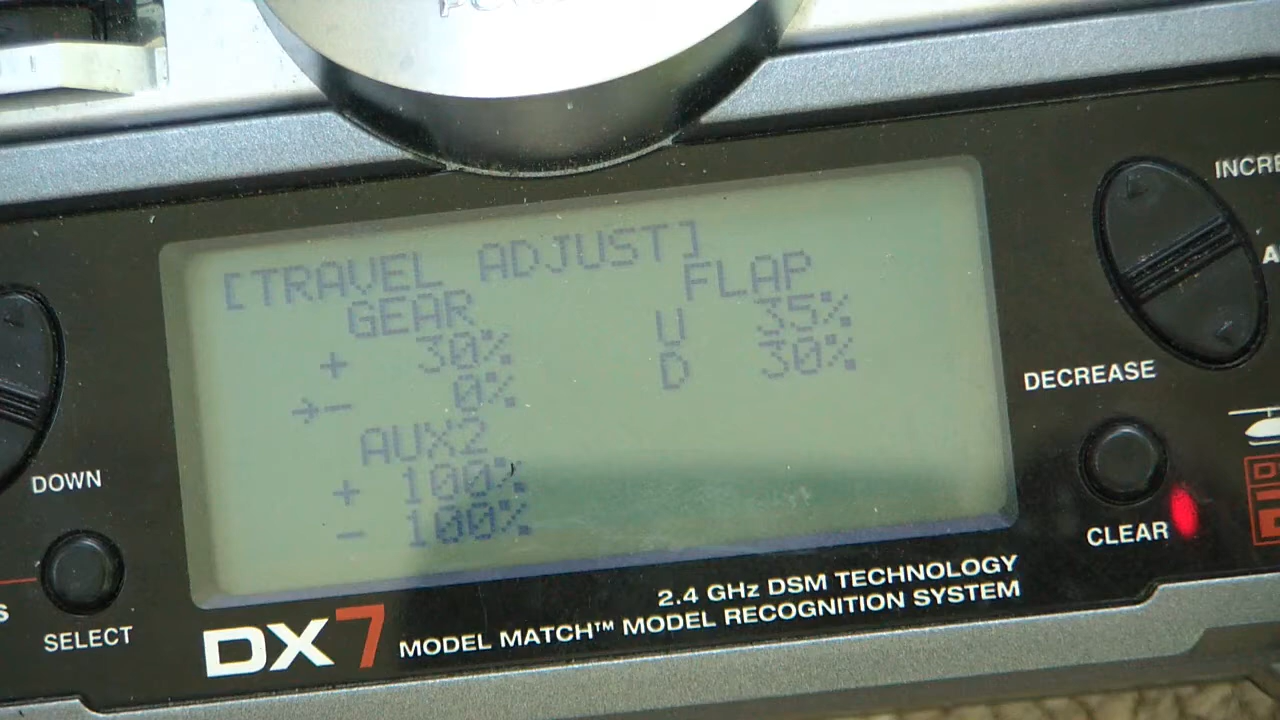 [TRAVEL ADJUST]
GEAR
+ 30%
→- 0%
AUX2
+ 100%
- 100%
FLAP
U 35%
D 30%
DOWN
SELECT
DECREASE
CLEAR
2.4 GHz DSM TECHNOLOGY
DX7 MODEL MATCH™ MODEL RECOGNITION SYSTEM